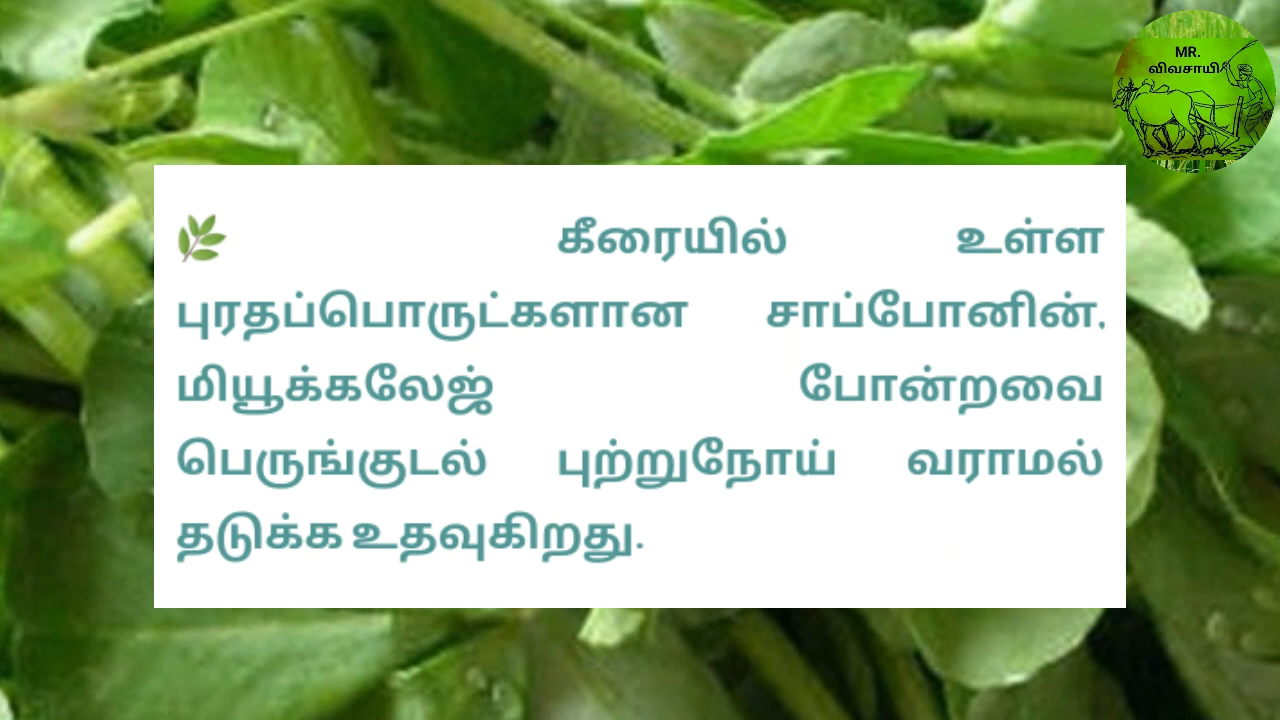 MR.
விவசாயி
🌿 கீரையில் உள்ள
புரதப்பொருட்களான சாப்போனின்,
மியூக்கலேஜ் போன்றவை
பெருங்குடல் புற்றுநோய் வராமல்
தடுக்க உதவுகிறது.